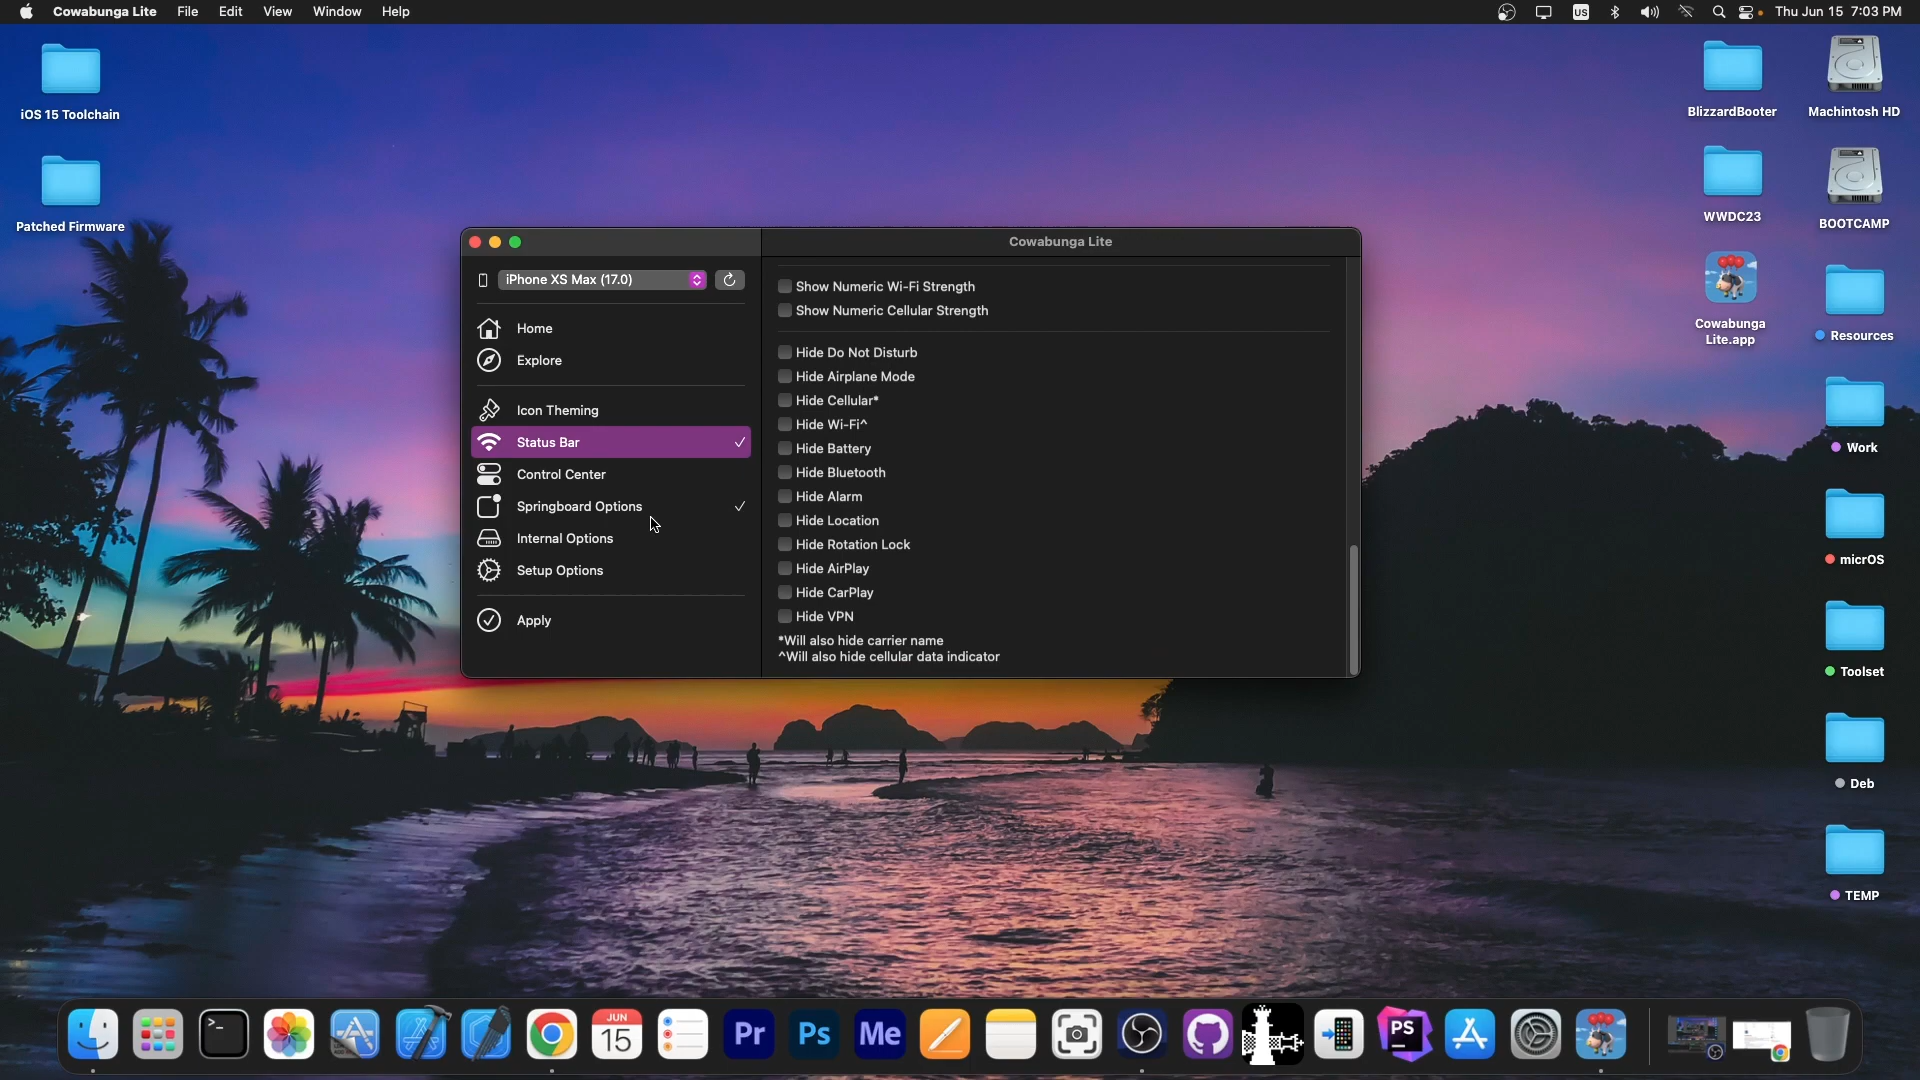 Cowabunga Lite File Edit View Window Help
US Thu Jun 15 7:03 PM
iOS 15 Toolchain
Patched Firmware
BlizzardBooter
Machintosh HD
WWDC23
BOOTCAMP
Cowabunga
Lite.app
Resources
Work
micrOS
Toolset
Deb
TEMP
Cowabunga Lite
iPhone XS Max (17.0)
Home
Explore
Icon Theming
Status Bar
Control Center
Springboard Options
Internal Options
Setup Options
Apply
Show Numeric Wi-Fi Strength
Show Numeric Cellular Strength
Hide Do Not Disturb
Hide Airplane Mode
Hide Cellular*
Hide Wi-Fi^
Hide Battery
Hide Bluetooth
Hide Alarm
Hide Location
Hide Rotation Lock
Hide AirPlay
Hide CarPlay
Hide VPN
*Will also hide carrier name
^Will also hide cellular data indicator
JUN
15
Pr
Ps
Me
PS